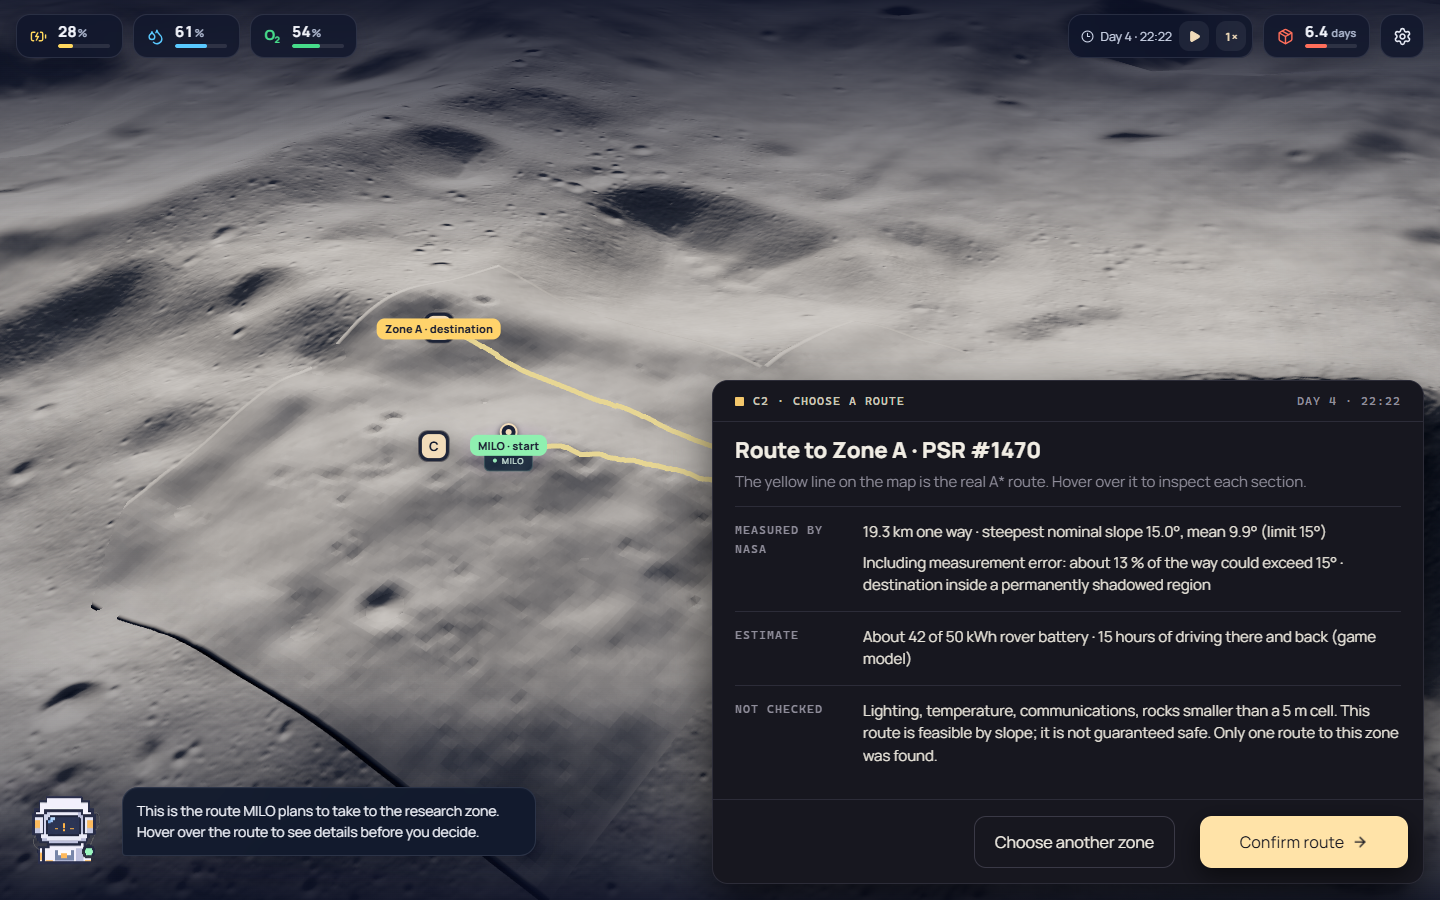 28%
61%
O₂ 54%
Day 4 · 22:22
1×
6.4 days
Zone A · destination
C
MILO · start
MILO
C2 · CHOOSE A ROUTE
DAY 4 · 22:22
Route to Zone A · PSR #1470
The yellow line on the map is the real A* route. Hover over it to inspect each section.
MEASURED BY
NASA
19.3 km one way · steepest nominal slope 15.0°, mean 9.9° (limit 15°)
Including measurement error: about 13 % of the way could exceed 15° ·
destination inside a permanently shadowed region
ESTIMATE
About 42 of 50 kWh rover battery · 15 hours of driving there and back (game
model)
NOT CHECKED
Lighting, temperature, communications, rocks smaller than a 5 m cell. This
route is feasible by slope; it is not guaranteed safe. Only one route to this zone
was found.
This is the route MILO plans to take to the research zone.
Hover over the route to see details before you decide.
Choose another zone
Confirm route →